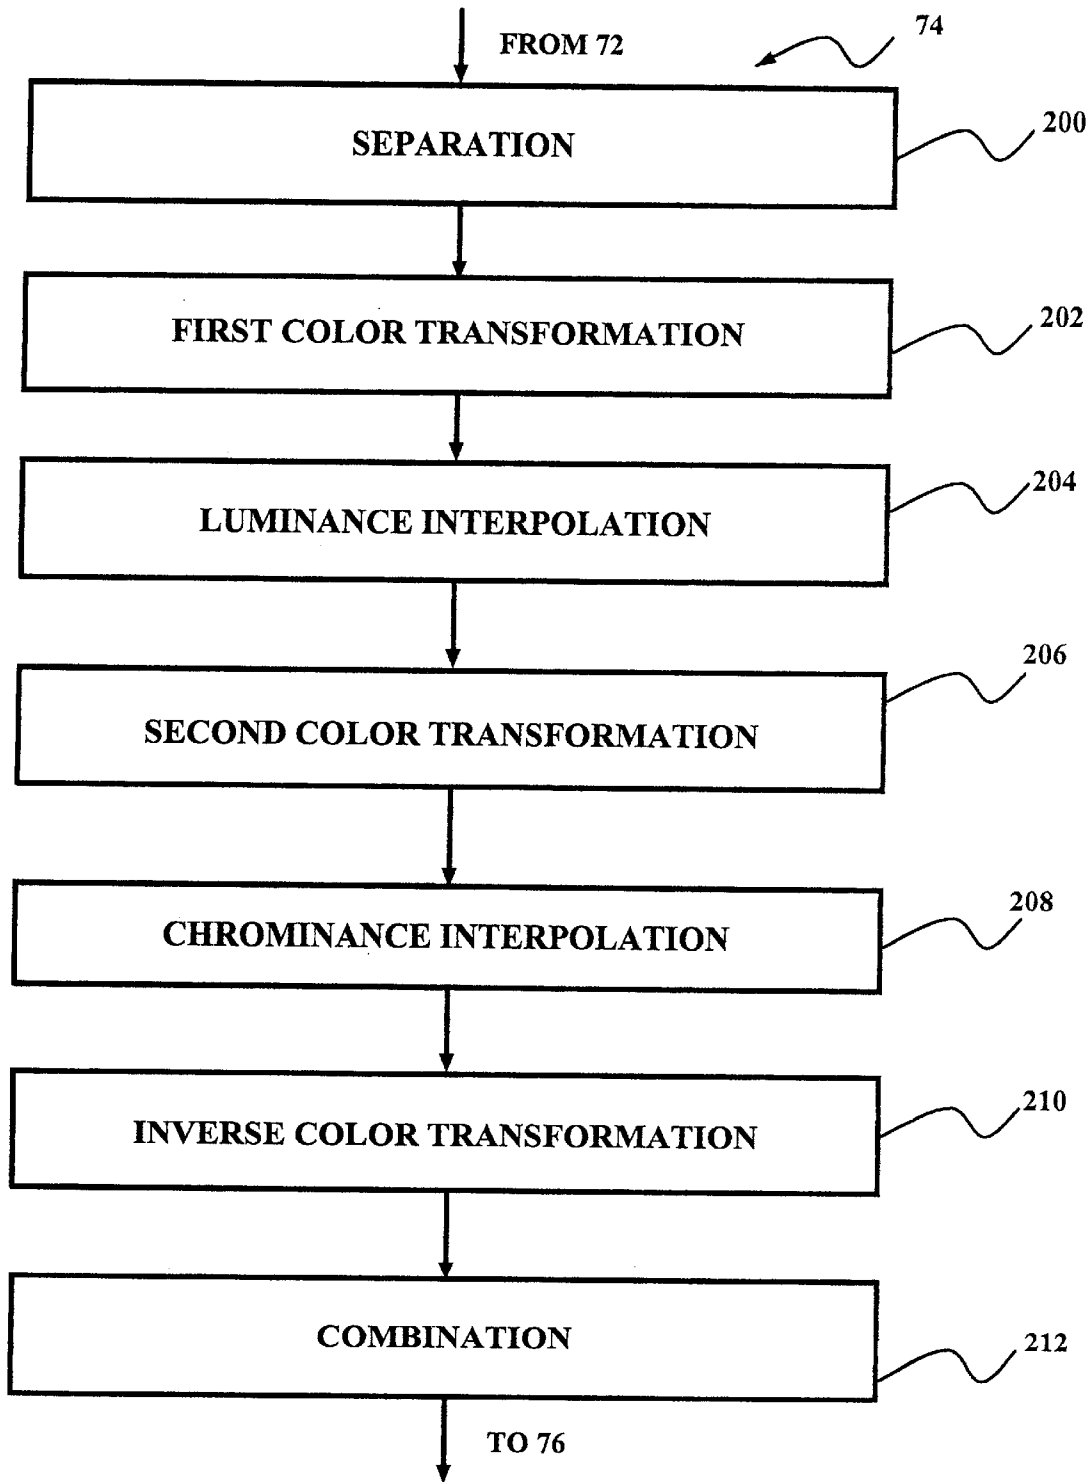 FROM 72
74
SEPARATION
200
FIRST COLOR TRANSFORMATION
202
LUMINANCE INTERPOLATION
204
SECOND COLOR TRANSFORMATION
206
CHROMINANCE INTERPOLATION
208
INVERSE COLOR TRANSFORMATION
210
COMBINATION
212
TO 76